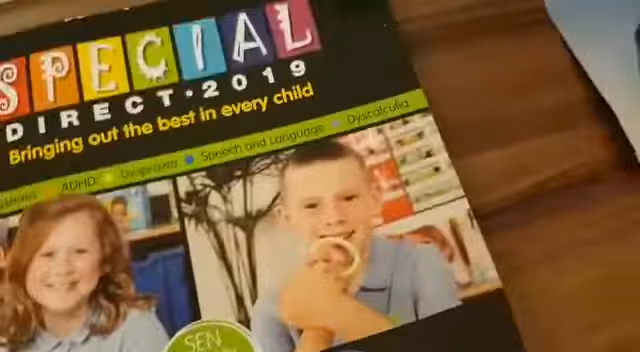 SPECIAL
DIRECT·2019
Bringing out the best in every child
ADHD Dyspraxia Speech and Language Dyscalculia
SEN